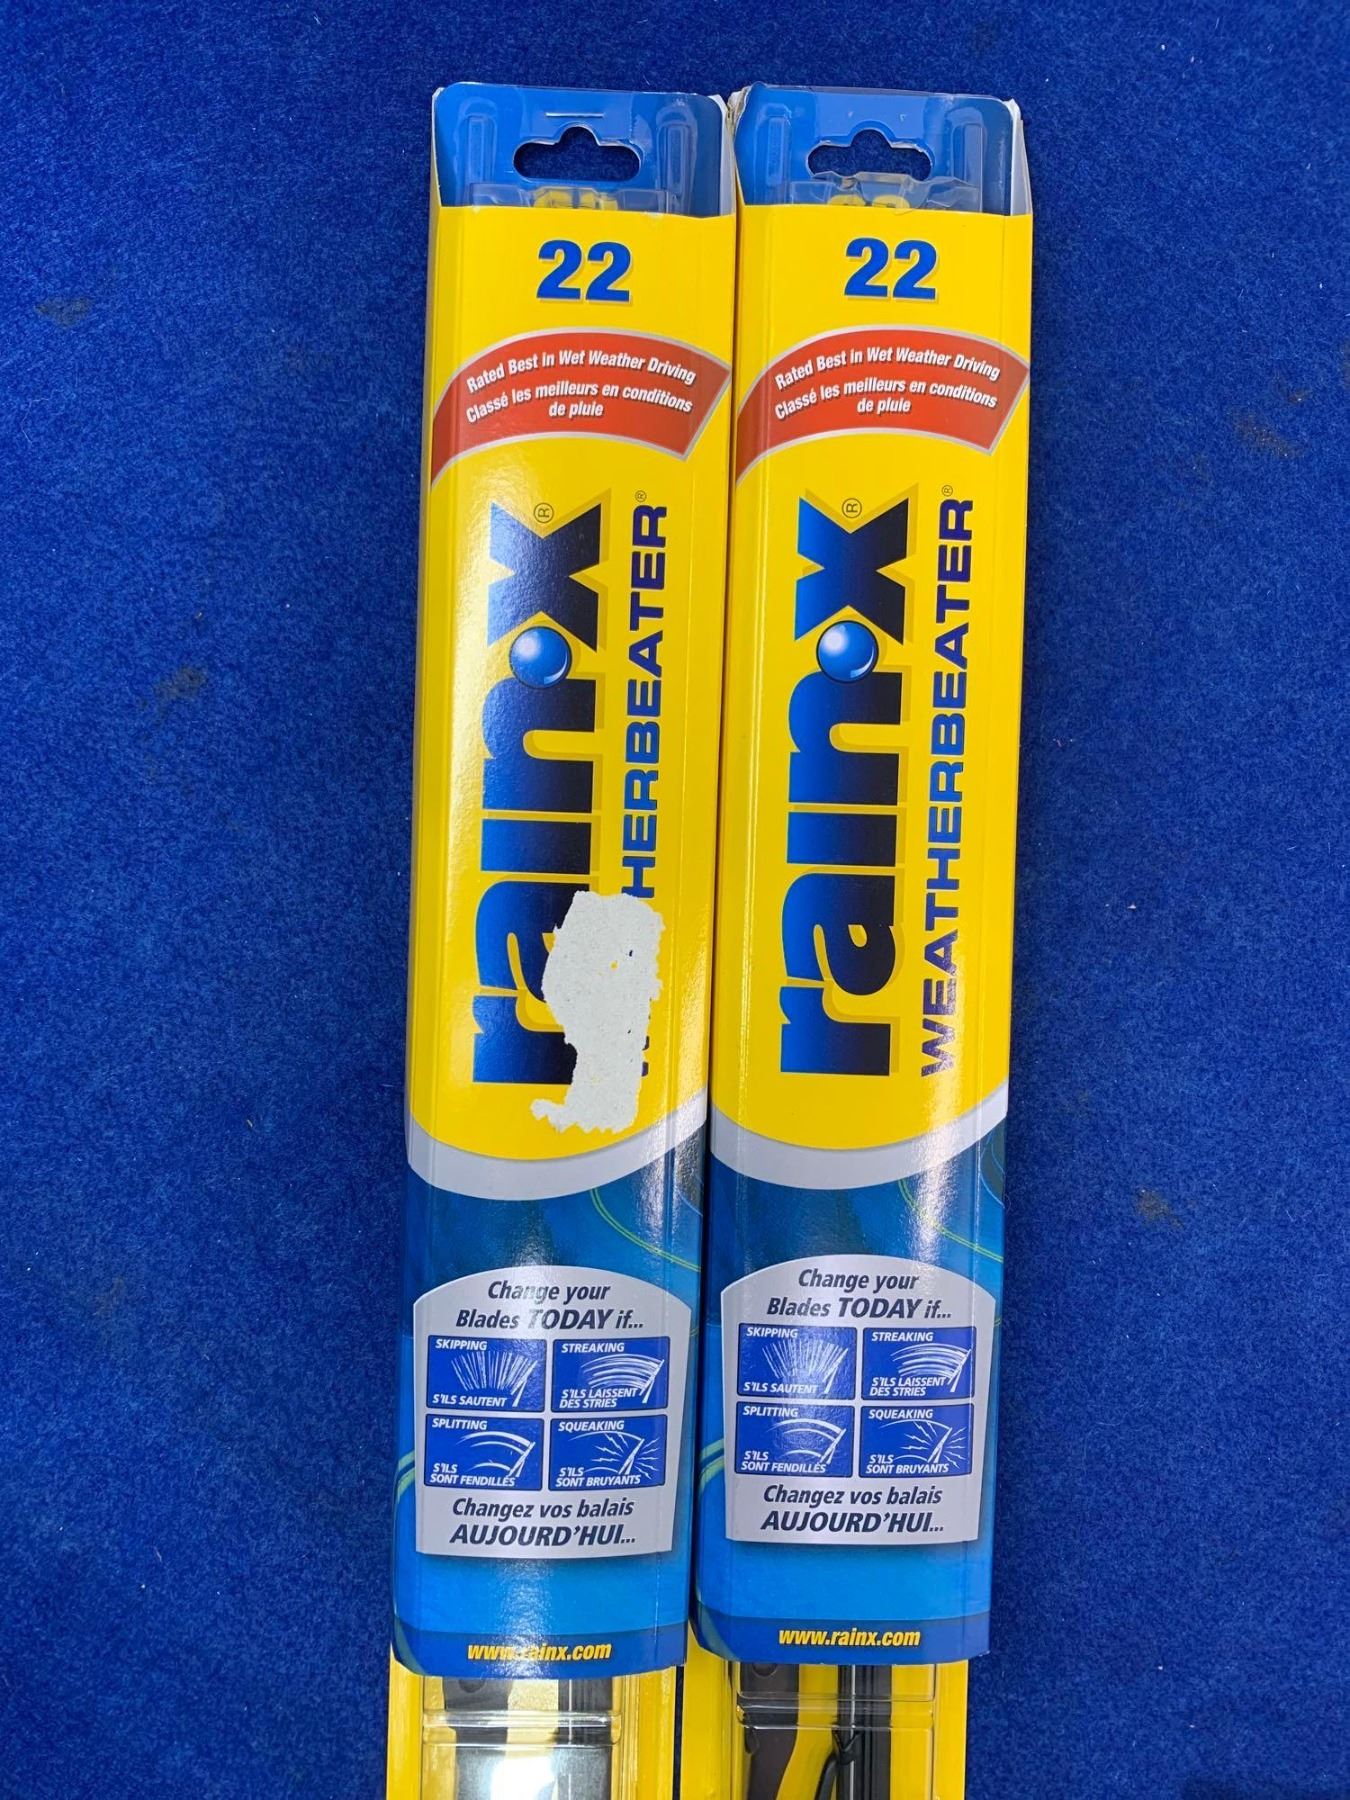 22
Rated Best in Wet Weather Driving
Classé les meilleurs en conditions
de pluie
rain·x®
HERBEATER®
Change your
Blades TODAY if...
SKIPPING
S'ILS SAUTENT
STREAKING
S'ILS LAISSENT
DES STRIES
SPLITTING
S'ILS
SONT FENDILLÉS
SQUEAKING
S'ILS
SONT BRUYANTS
Changez vos balais
AUJOURD'HUI...
www.rainx.com
22
Rated Best in Wet Weather Driving
Classé les meilleurs en conditions
de pluie
rain·x®
WEATHERBEATER®
Change your
Blades TODAY if...
SKIPPING
S'ILS SAUTENT
STREAKING
S'ILS LAISSENT
DES STRIES
SPLITTING
S'ILS
SONT FENDILLÉS
SQUEAKING
S'ILS
SONT BRUYANTS
Changez vos balais
AUJOURD'HUI...
www.rainx.com